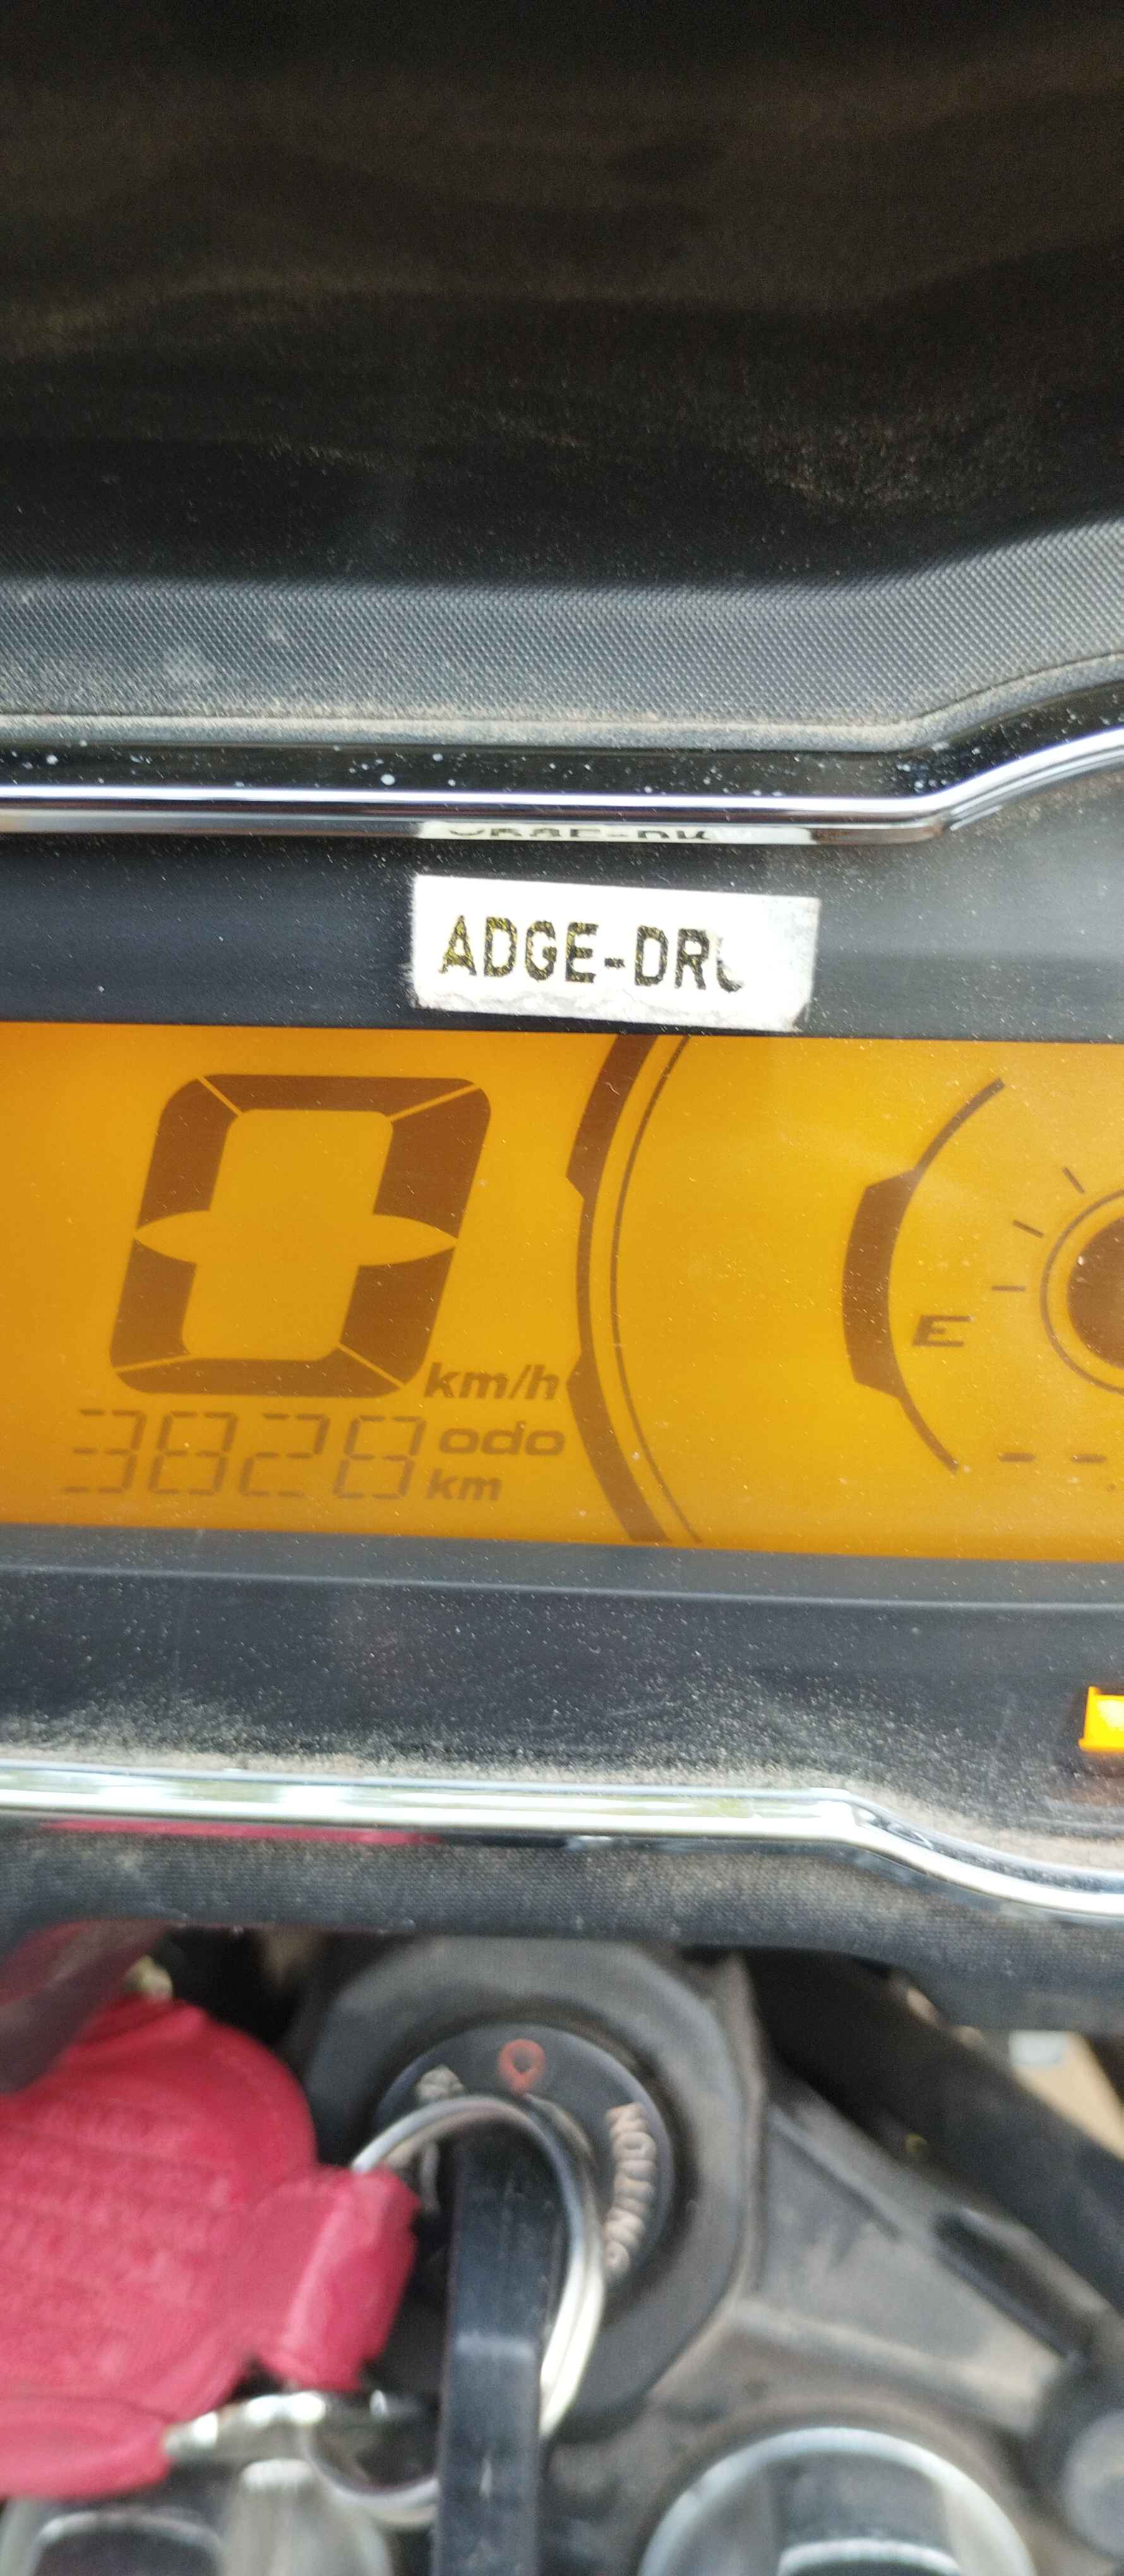 ADGE-DR
0
km/h
E
3828 odo
km
IGNITION